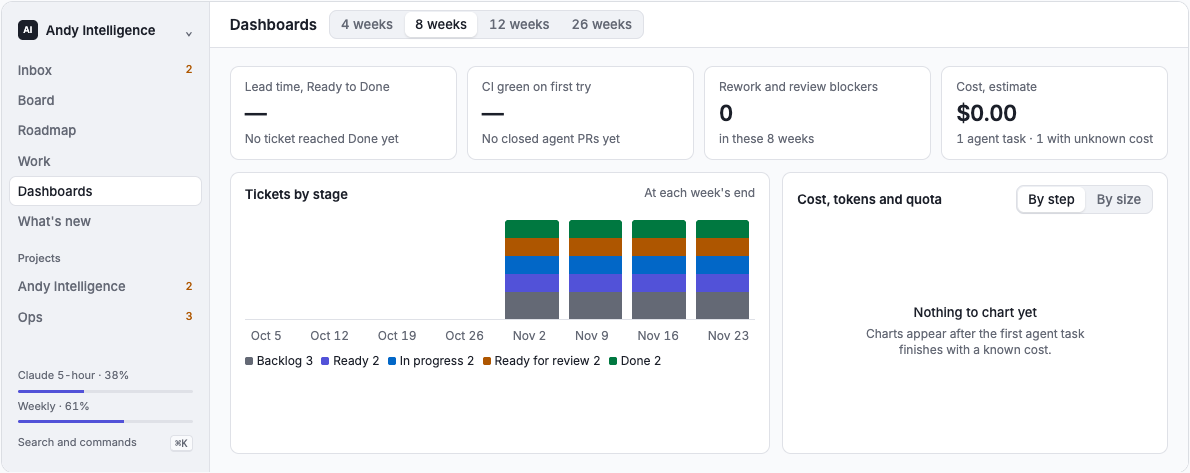 AI Andy Intelligence
Inbox 2
Board
Roadmap
Work
Dashboards
What's new
Projects
Andy Intelligence 2
Ops 3
Claude 5-hour · 38%
Weekly · 61%
Search and commands ⌘K
Dashboards 4 weeks 8 weeks 12 weeks 26 weeks
Lead time, Ready to Done
—
No ticket reached Done yet
CI green on first try
—
No closed agent PRs yet
Rework and review blockers
0
in these 8 weeks
Cost, estimate
$0.00
1 agent task · 1 with unknown cost
Tickets by stage At each week's end
Oct 5 Oct 12 Oct 19 Oct 26 Nov 2 Nov 9 Nov 16 Nov 23
Backlog 3 Ready 2 In progress 2 Ready for review 2 Done 2
Cost, tokens and quota By step By size
Nothing to chart yet
Charts appear after the first agent task
finishes with a known cost.